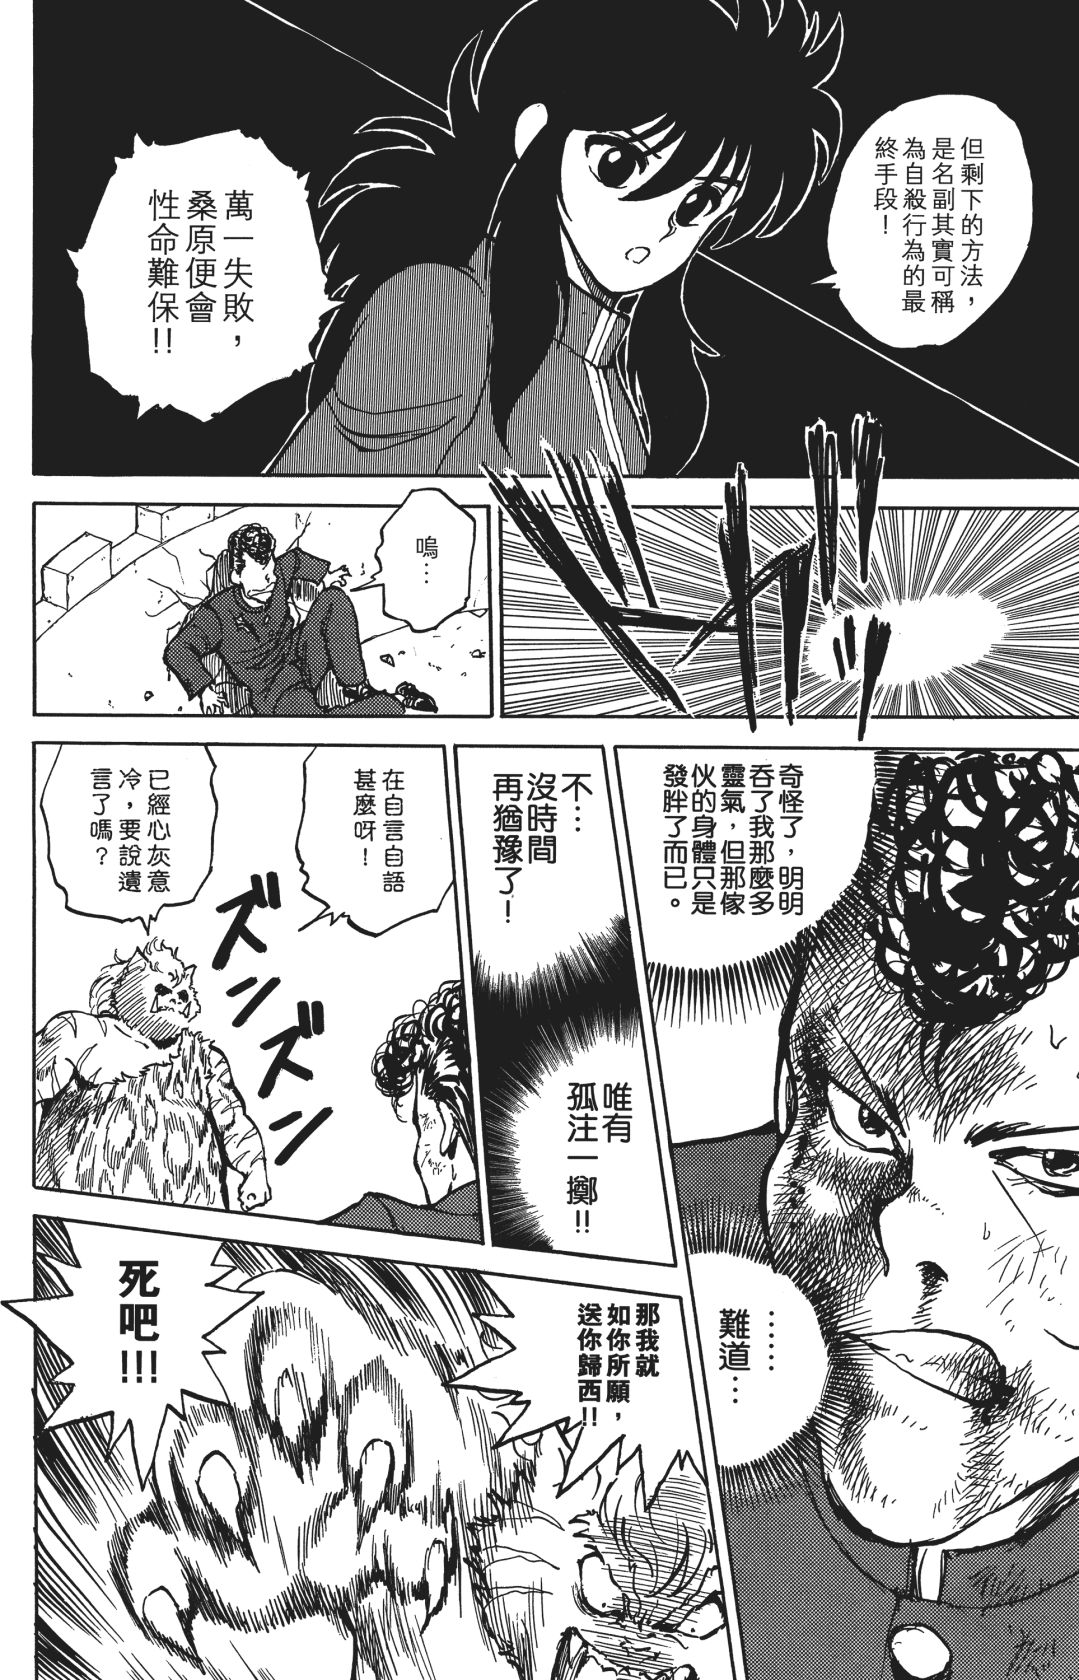 但剩下的方法，
是名副其實可稱
為自殺行為的最
終手段！
萬一失敗，
桑原便會
性命難保!!
嗚…
奇怪了，明明
吞了我那麼多
靈氣，但那傢
伙的身體只是
發胖了而已。
……
難道…
不…
沒時間
再猶豫了！
唯有
孤注一擲!!
在自言自語
甚麼呀！
已經心灰意
冷，要說遺
言了嗎？
ズン
ズン
那我就
如你所願，
送你歸西!!
死吧!!!